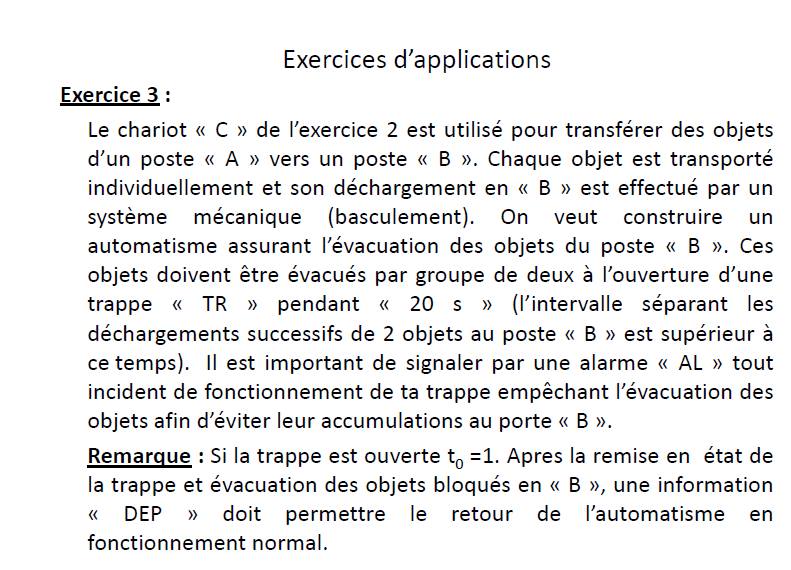 Exercices d’applications
Exercice 3 :
Le chariot « C » de l’exercice 2 est utilisé pour transférer des objets
d’un poste « A » vers un poste « B ». Chaque objet est transporté
individuellement et son déchargement en « B » est effectué par un
système mécanique (basculement). On veut construire un
automatisme assurant l’évacuation des objets du poste « B ». Ces
objets doivent être évacués par groupe de deux à l’ouverture d’une
trappe « TR » pendant « 20 s » (l’intervalle séparant les
déchargements successifs de 2 objets au poste « B » est supérieur à
ce temps). Il est important de signaler par une alarme « AL » tout
incident de fonctionnement de ta trappe empêchant l’évacuation des
objets afin d’éviter leur accumulations au porte « B ».
Remarque : Si la trappe est ouverte t0 =1. Apres la remise en état de
la trappe et évacuation des objets bloqués en « B », une information
« DEP » doit permettre le retour de l’automatisme en
fonctionnement normal.